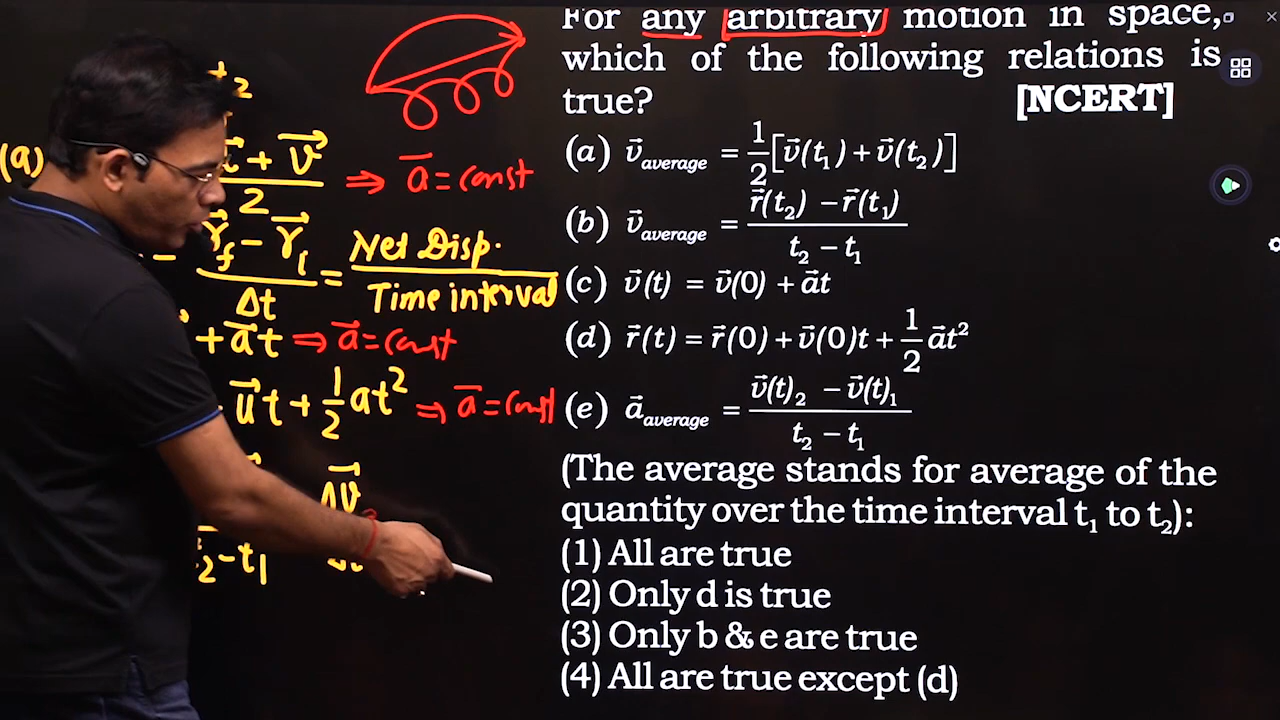 For any arbitrary motion in space,
which of the following relations is
true? [NCERT]
(a) v⃗average = 1/2[v⃗(t₁) + v⃗(t₂)]
(b) v⃗average = r⃗(t₂) − r⃗(t₁) / t₂ − t₁
(c) v⃗(t) = v⃗(0) + a⃗t
(d) r⃗(t) = r⃗(0) + v⃗(0)t + 1/2 a⃗t²
(e) a⃗average = v⃗(t)₂ − v⃗(t)₁ / t₂ − t₁
(The average stands for average of the
quantity over the time interval t₁ to t₂):
(1) All are true
(2) Only d is true
(3) Only b & e are true
(4) All are true except (d)
(a) + v⃗ / 2 ⇒ a⃗ = const
r⃗f − r⃗i / Δt = Net Disp. / Time interval
+ a⃗t ⇒ a⃗ = const
u⃗t + 1/2 at² ⇒ a⃗ = const
Δv⃗
− t₁